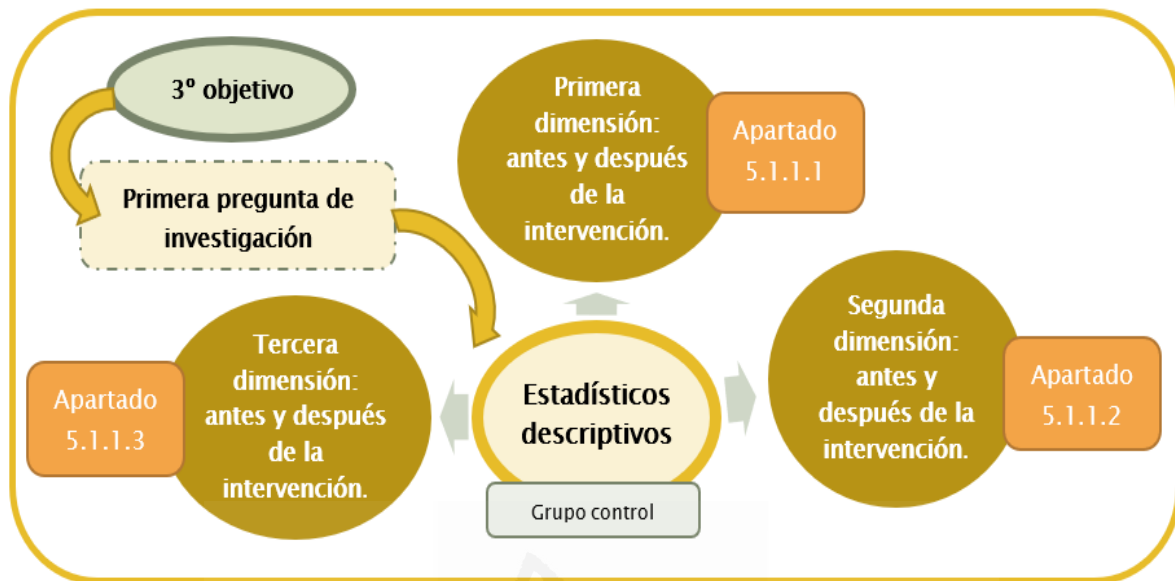 3º objetivo
Primera pregunta de
investigación
Primera
dimensión:
antes y después
de la
intervención.
Apartado
5.1.1.1
Segunda
dimensión:
antes y
después de la
intervención.
Apartado
5.1.1.2
Tercera
dimensión:
antes y después
de la
intervención.
Apartado
5.1.1.3
Estadísticos
descriptivos
Grupo control